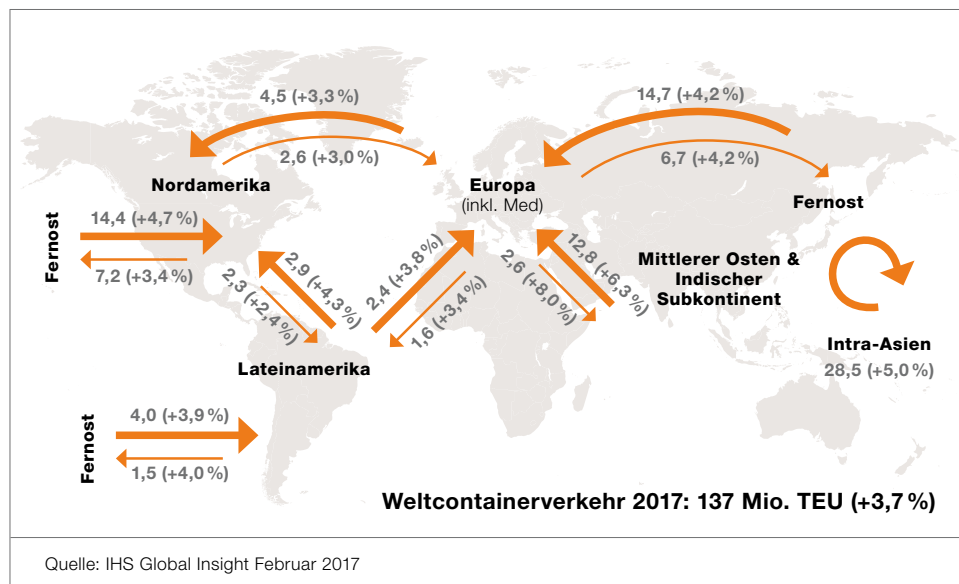 4,5 (+3,3 %)
2,6 (+3,0 %)
14,7 (+4,2 %)
6,7 (+4,2 %)
Nordamerika
Europa
(inkl. Med)
Fernost
Fernost
14,4 (+4,7 %)
7,2 (+3,4 %)
2,9 (+4,3 %)
2,3 (+2,4 %)
2,4 (+3,8 %)
1,6 (+3,4 %)
12,8 (+6,3 %)
2,6 (+8,0 %)
Mittlerer Osten &
Indischer
Subkontinent
Lateinamerika
Intra-Asien
28,5 (+5,0 %)
Fernost
4,0 (+3,9 %)
1,5 (+4,0 %)
Weltcontainerverkehr 2017: 137 Mio. TEU (+3,7 %)
Quelle: IHS Global Insight Februar 2017